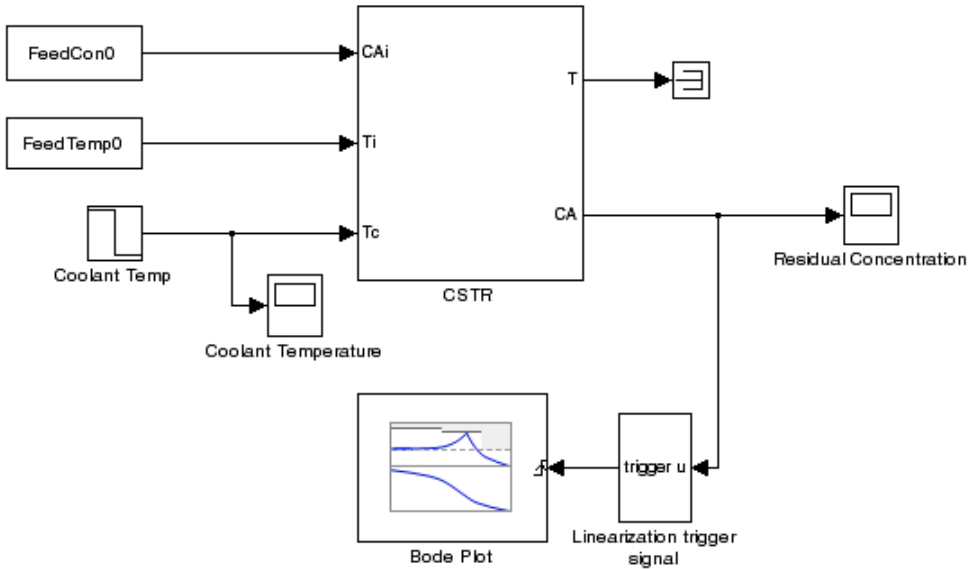 FeedCon0
CAi
T
FeedTemp0
Ti
CA
Tc
Coolant Temp
Residual Concentration
CSTR
Coolant Temperature
trigger u
Linearization trigger
signal
Bode Plot